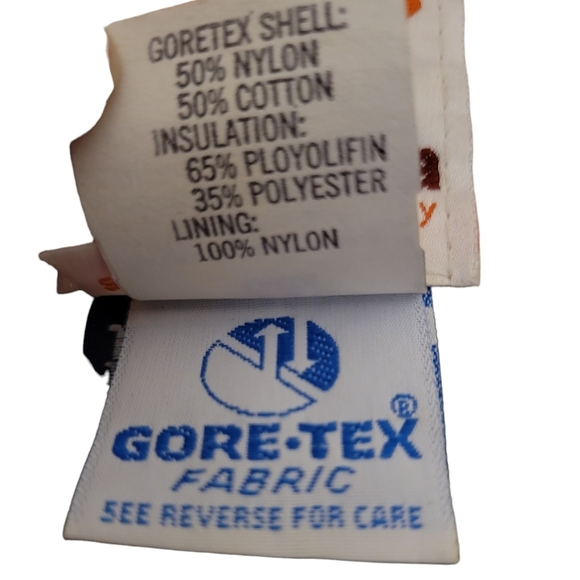 GORETEX SHELL:
50% NYLON
50% COTTON
INSULATION:
65% PLOYOLIFIN
35% POLYESTER
LINING:
100% NYLON
y
GORE-TEX®
FABRIC
SEE REVERSE FOR CARE